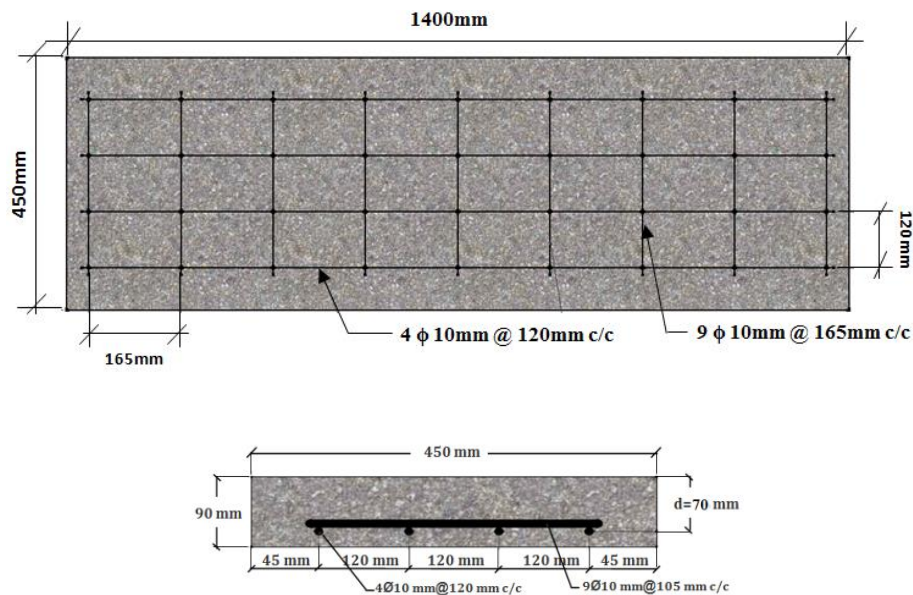 1400mm
450mm
120mm
4 ϕ 10mm @ 120mm c/c
9 ϕ 10mm @ 165mm c/c
165mm
450 mm
90 mm
d=70 mm
45 mm
120 mm
120 mm
120 mm
45 mm
4Ø10 mm@120 mm c/c
9Ø10 mm@105 mm c/c